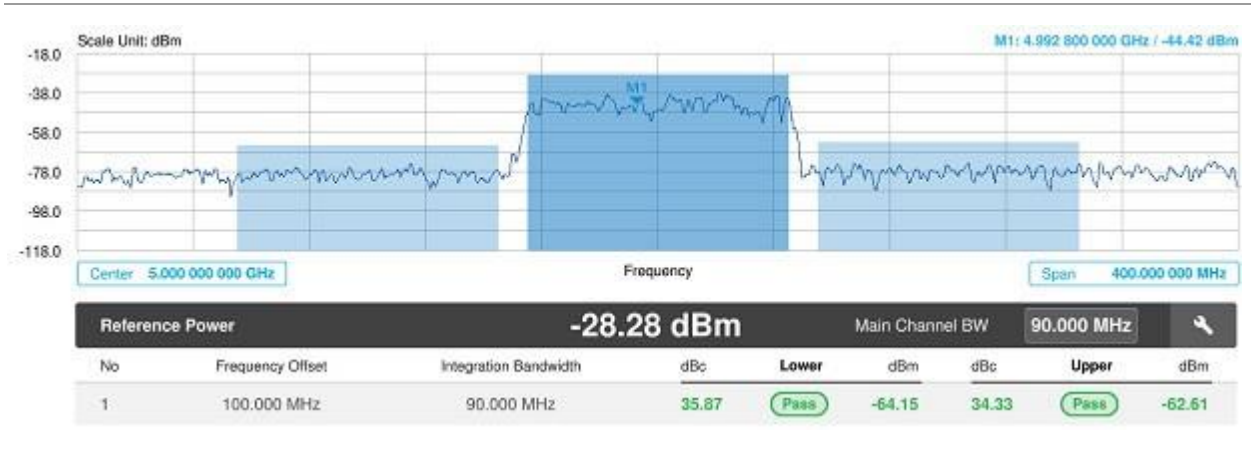 Scale Unit: dBm
M1: 4.992 800 000 GHz / -44.42 dBm
-18.0
-38.0
M1
-58.0
-78.0
-98.0
-118.0
Center 5.000 000 000 GHz
Frequency
Span 400.000 000 MHz
Reference Power -28.28 dBm Main Channel BW 90.000 MHz
No Frequency Offset Integration Bandwidth dBc Lower dBm dBc Upper dBm
1 100.000 MHz 90.000 MHz 35.87 Pass -64.15 34.33 Pass -62.61